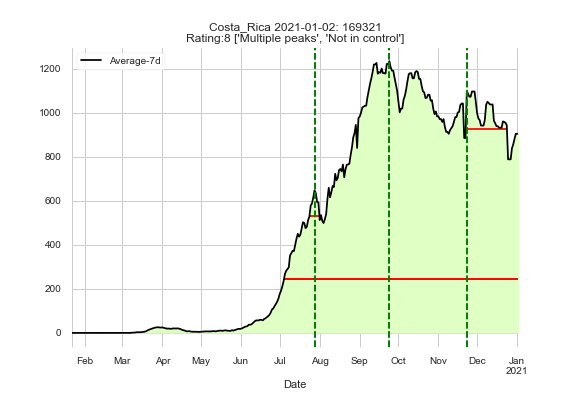 Costa_Rica 2021-01-02: 169321
Rating:8 ['Multiple peaks', 'Not in control']
Average-7d
1200
1000
800
600
400
200
0
Feb Mar Apr May Jun Jul Aug Sep Oct Nov Dec Jan
2021
Date